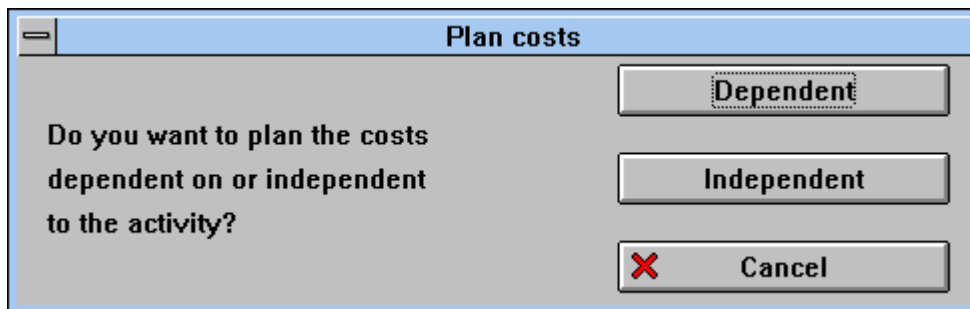 Plan costs
Do you want to plan the costs
dependent on or independent
to the activity?
Dependent
Independent
Cancel